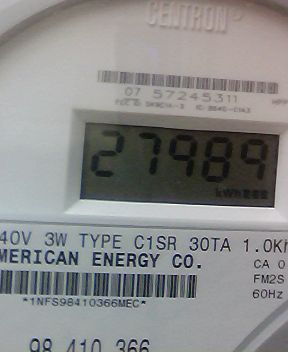 CENTRON®
07 57245311
27989
kWh
40V 3W TYPE C1SR 30TA 1.0Kh
MERICAN ENERGY CO.
CA 0
FM2S
60Hz
*1NFS98410366MEC*
98 410 366